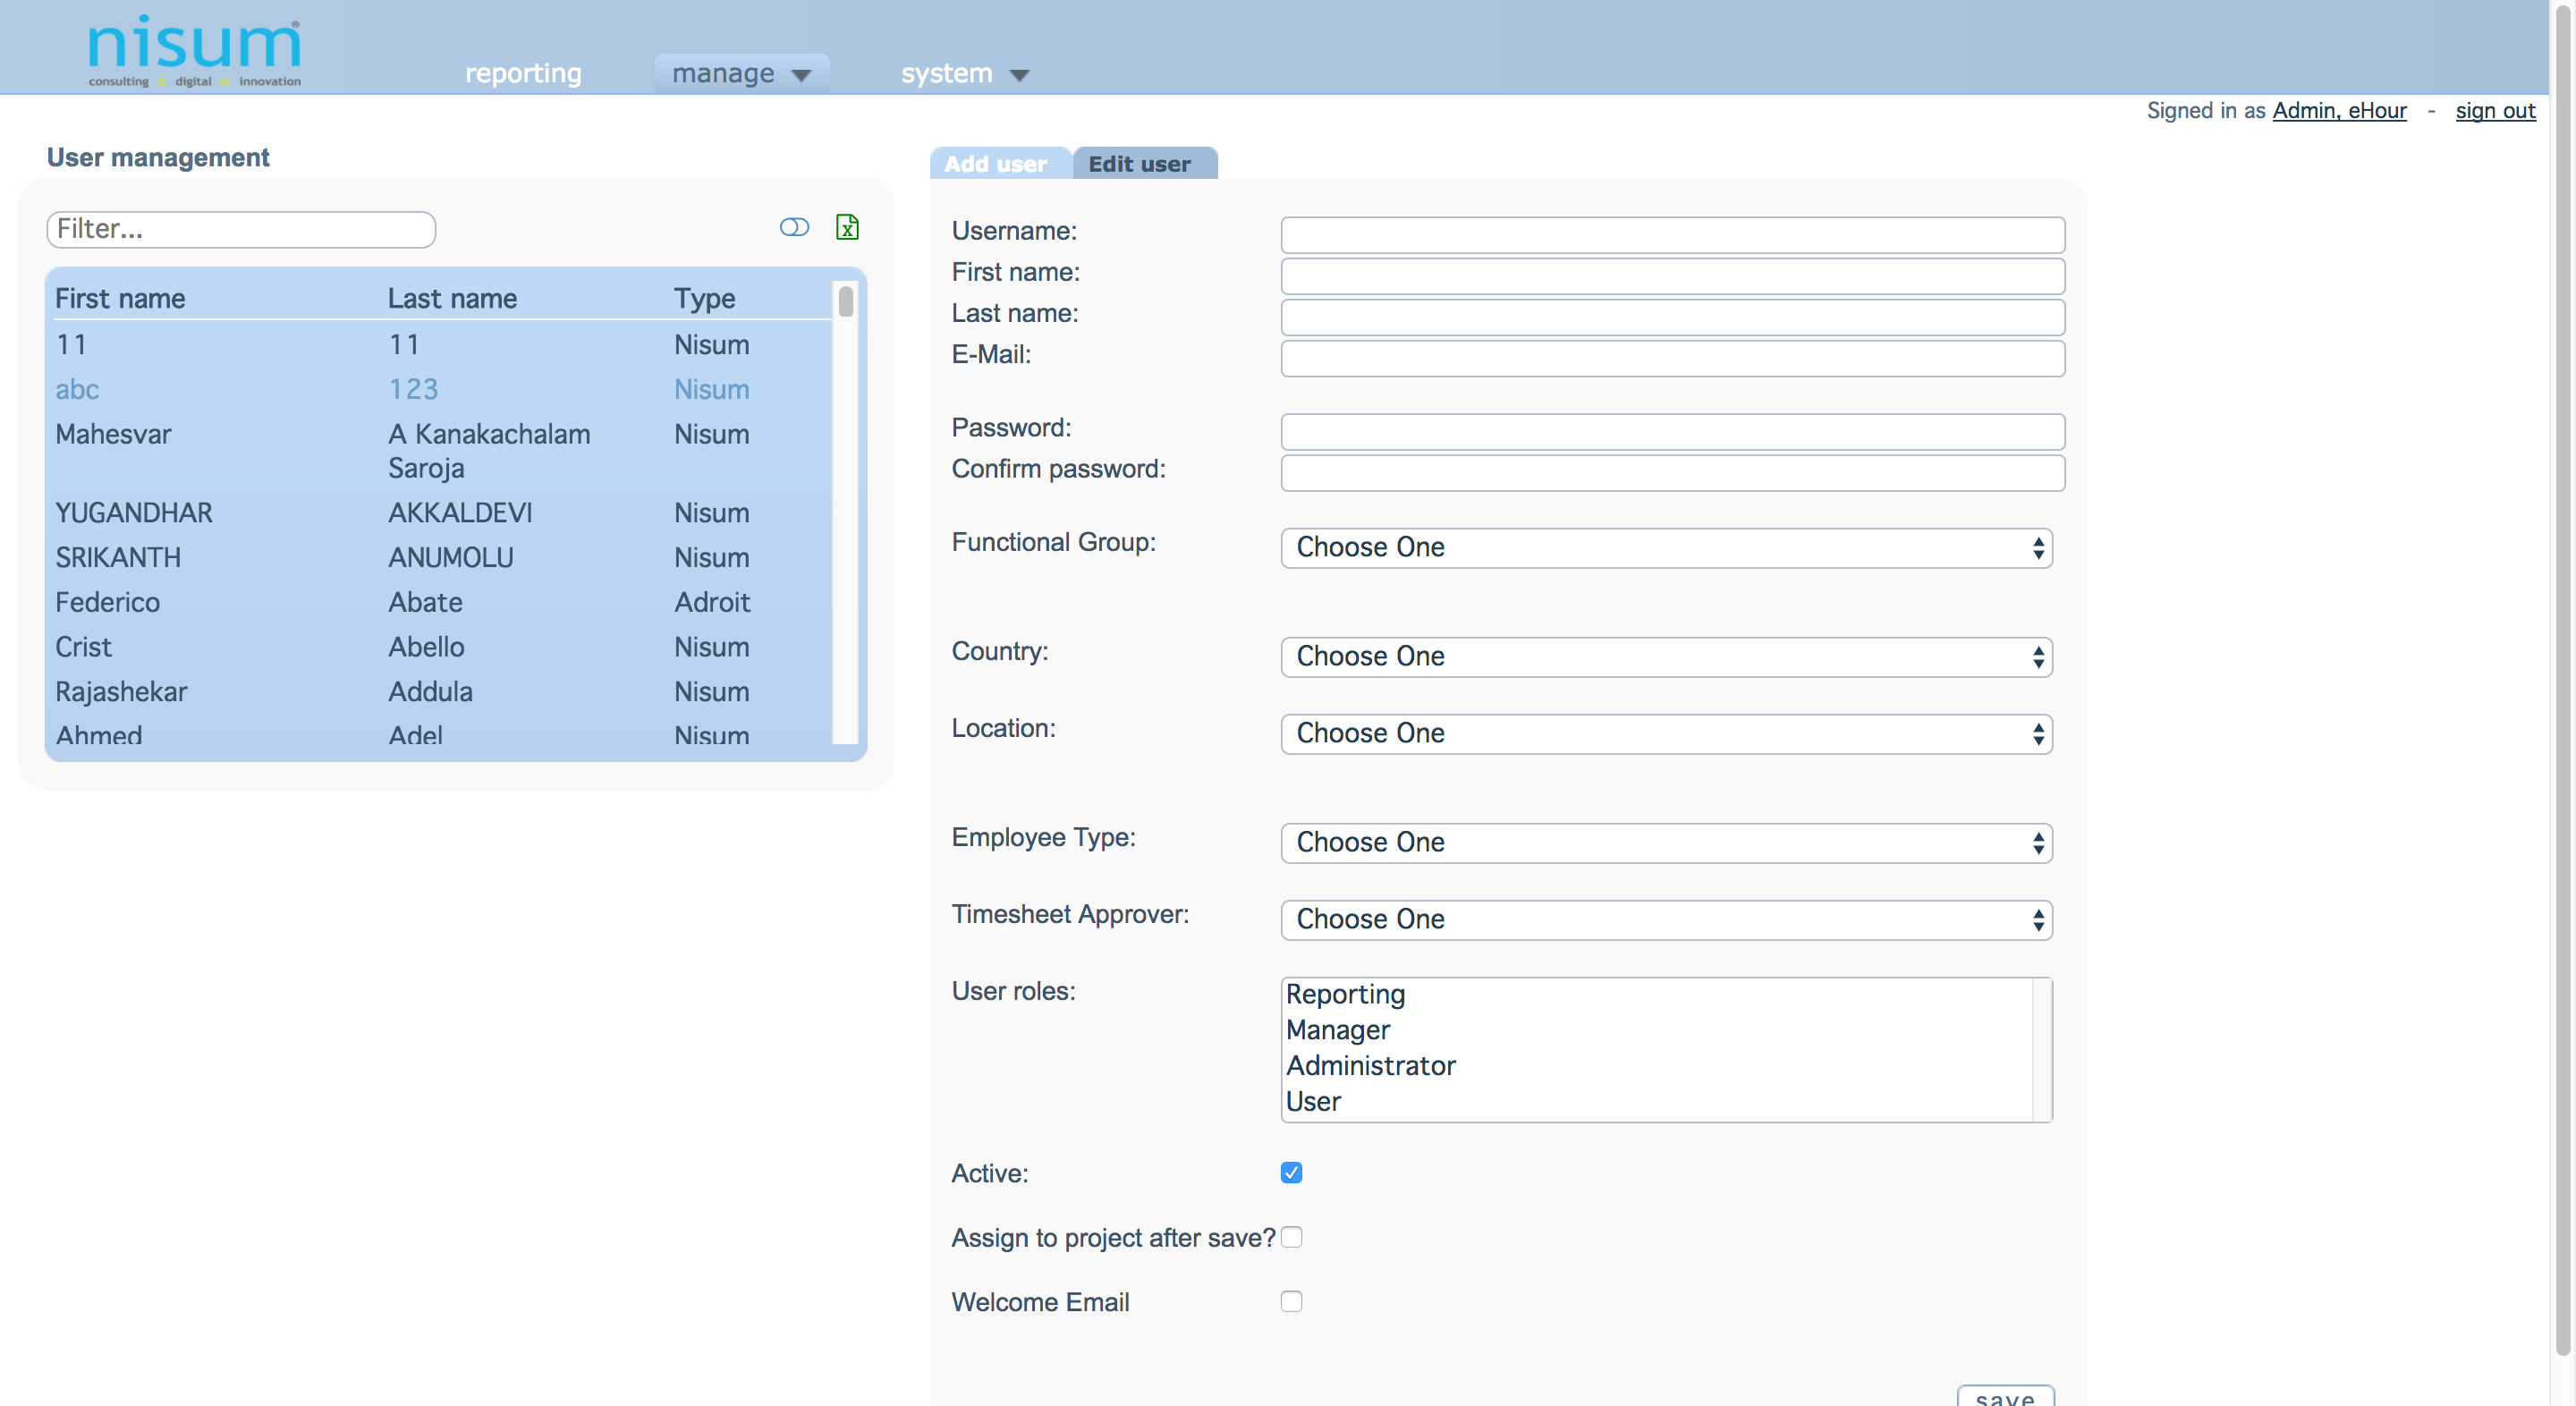 nisum®
consulting digital innovation
reporting
manage
system
Signed in as Admin, eHour - sign out
User management
Filter...
First name Last name Type
11 11 Nisum
abc 123 Nisum
Mahesvar A Kanakachalam Saroja Nisum
YUGANDHAR AKKALDEVI Nisum
SRIKANTH ANUMOLU Nisum
Federico Abate Adroit
Crist Abello Nisum
Rajashekar Addula Nisum
Ahmed Adel Nisum
Add user
Edit user
Username:
First name:
Last name:
E-Mail:
Password:
Confirm password:
Functional Group: Choose One
Country: Choose One
Location: Choose One
Employee Type: Choose One
Timesheet Approver: Choose One
User roles: Reporting
Manager
Administrator
User
Active:
Assign to project after save?
Welcome Email
save